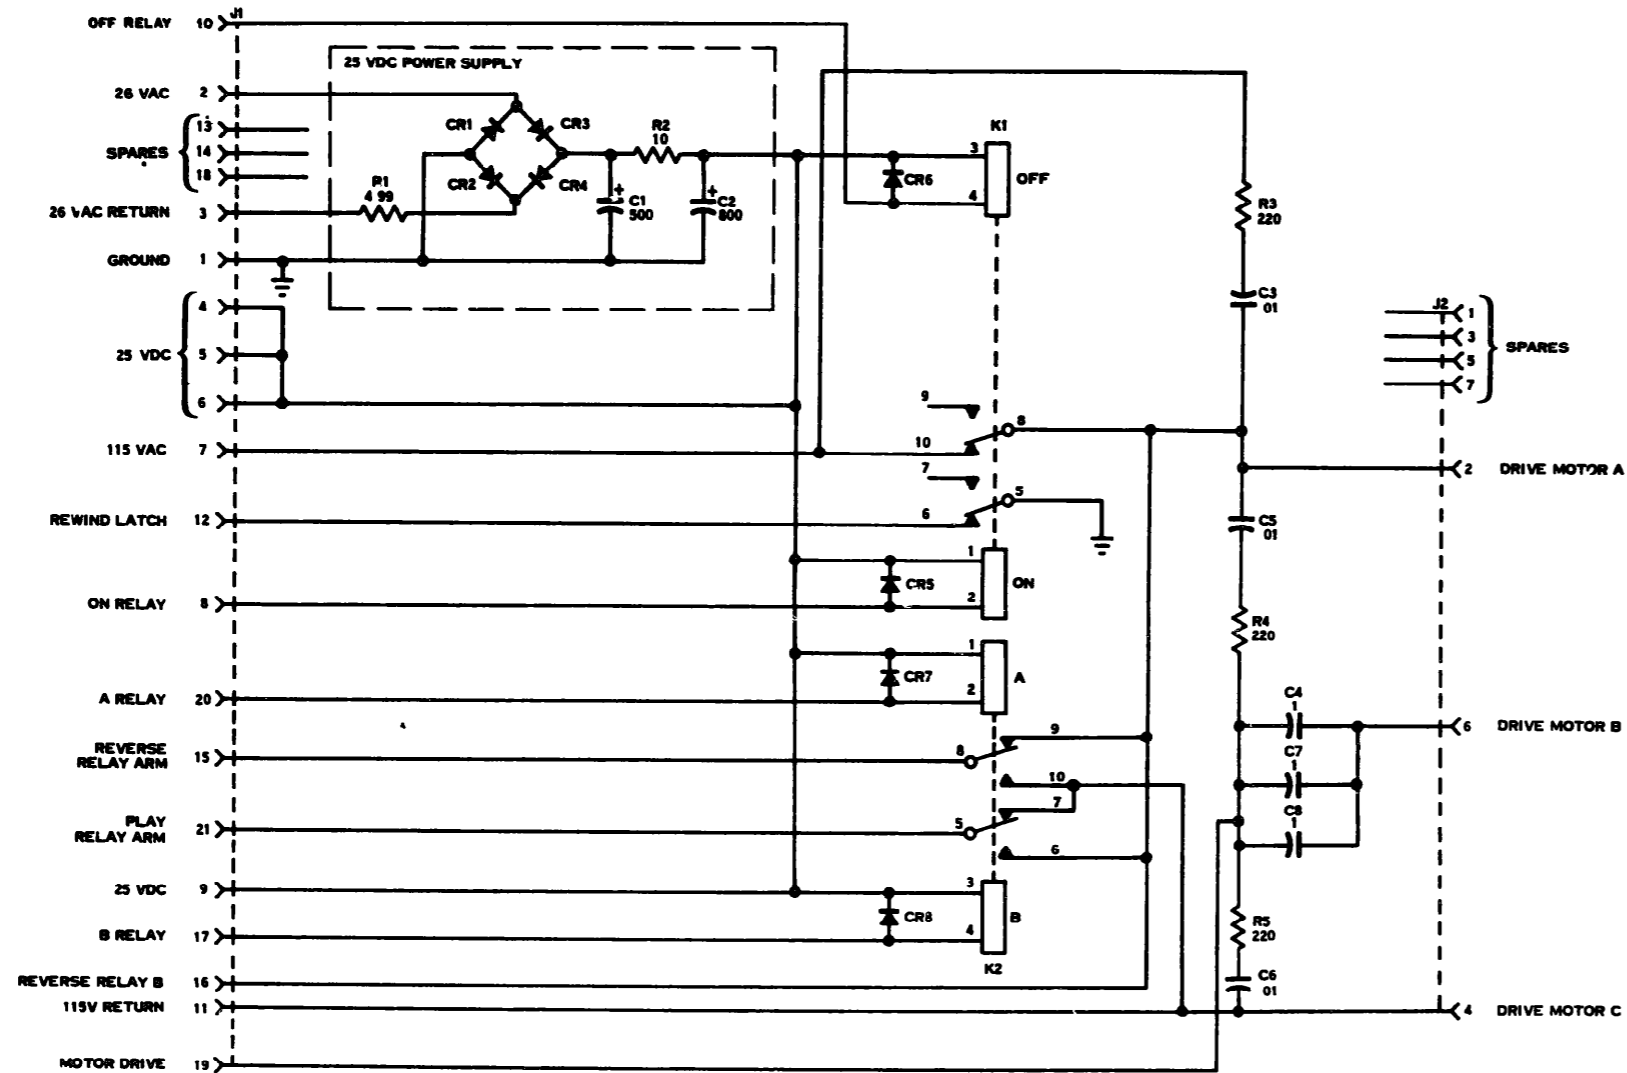 J1
OFF RELAY 10
25 VDC POWER SUPPLY
26 VAC 2
CR1 CR3
R2
10
K1
13
SPARES 14
18
3
CR6
OFF
4
R1
4 99
CR2 CR4
C1
500
C2
800
R3
220
26 VAC RETURN 3
GROUND 1
C3
01
J2
1
3
5
7
SPARES
4
25 VDC 5
6
9
8
10
115 VAC 7
7
5
6
2 DRIVE MOTOR A
REWIND LATCH 12
C5
01
1
CR5
ON
2
ON RELAY 8
R4
220
1
CR7
A
2
A RELAY 20
C4
1
6 DRIVE MOTOR B
REVERSE
RELAY ARM 15
8
9
10
C7
1
7
PLAY
RELAY ARM 21
5
6
C8
1
25 VDC 9
3
CR8
B
4
B RELAY 17
K2
R5
220
C6
01
REVERSE RELAY B 16
115V RETURN 11
4 DRIVE MOTOR C
MOTOR DRIVE 19